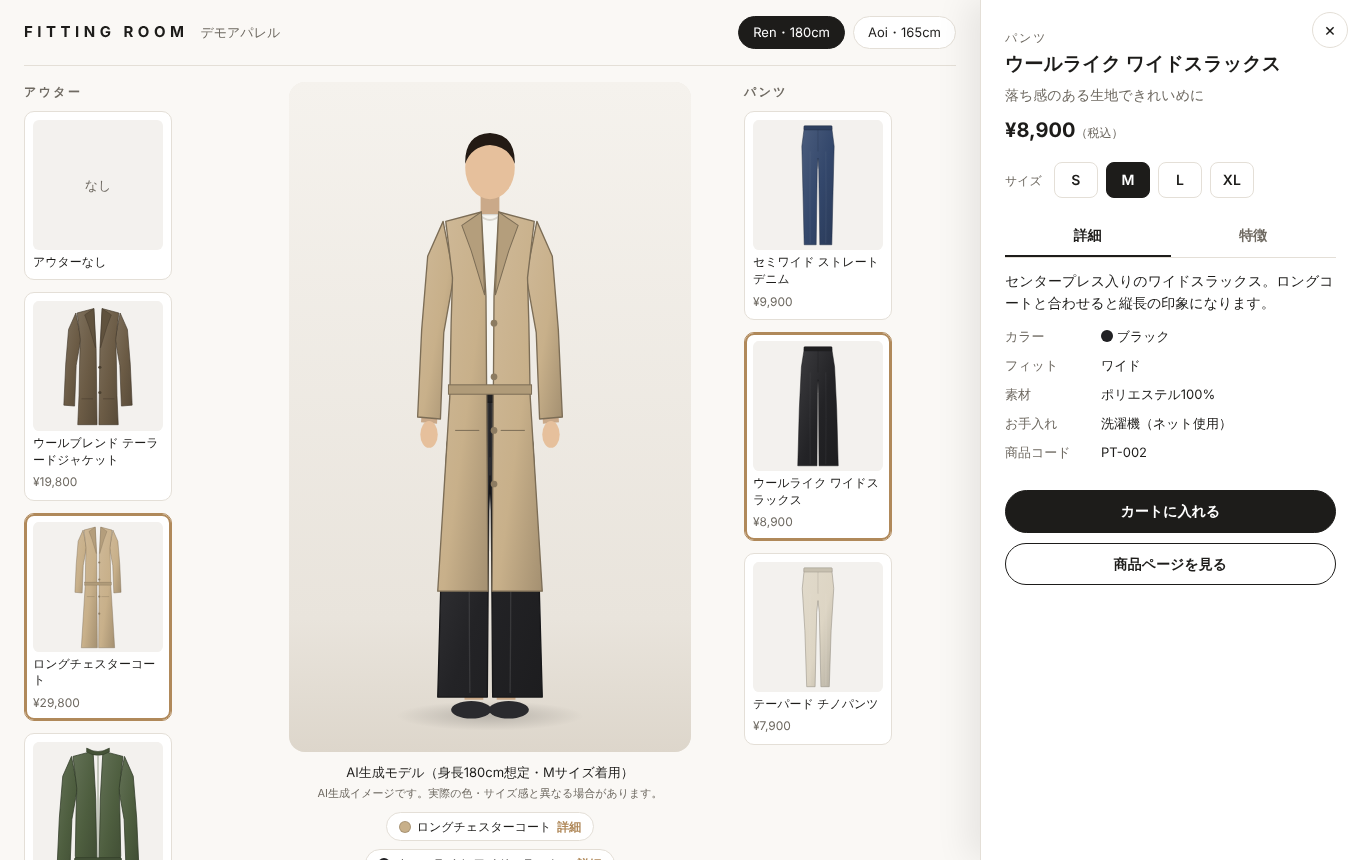 FITTING ROOM デモアパレル
Ren・180cm
Aoi・165cm
アウター
なし
アウターなし
ウールブレンド テーラ
ードジャケット
¥19,800
ロングチェスターコー
ト
¥29,800
AI生成モデル（身長180cm想定・Mサイズ着用）
AI生成イメージです。実際の色・サイズ感と異なる場合があります。
ロングチェスターコート 詳細
パンツ
セミワイド ストレート
デニム
¥9,900
ウールライク ワイドス
ラックス
¥8,900
テーパード チノパンツ
¥7,900
×
パンツ
ウールライク ワイドスラックス
落ち感のある生地できれいめに
¥8,900（税込）
サイズ S M L XL
詳細 特徴
センタープレス入りのワイドスラックス。ロングコ
ートと合わせると縦長の印象になります。
カラー ブラック
フィット ワイド
素材 ポリエステル100%
お手入れ 洗濯機（ネット使用）
商品コード PT-002
カートに入れる
商品ページを見る